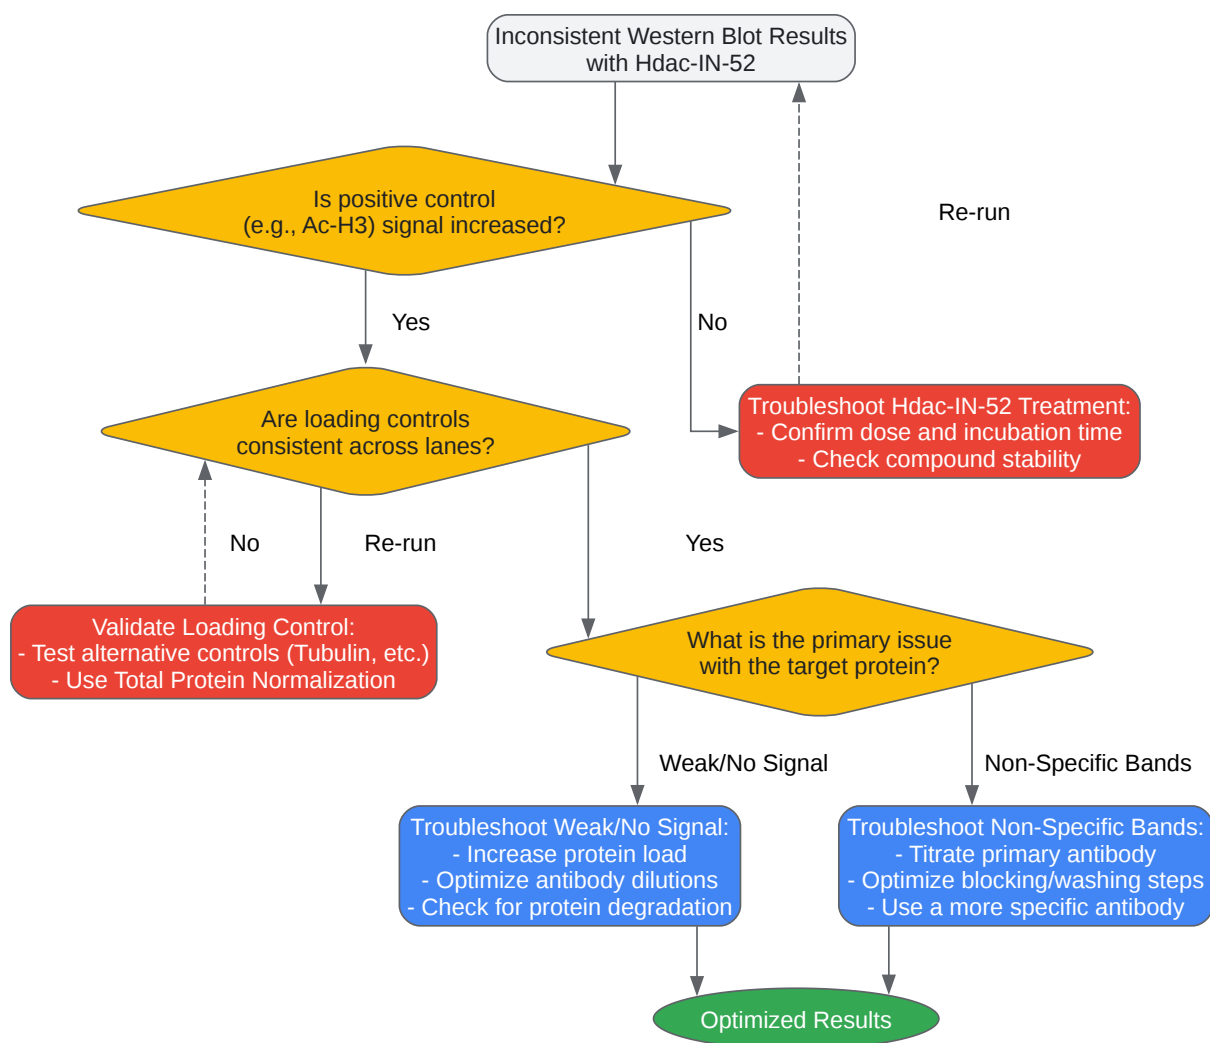 Inconsistent Western Blot Results
with Hdac-IN-52
Is positive control
(e.g., Ac-H3) signal increased?
Re-run
Yes
No
Are loading controls
consistent across lanes?
Troubleshoot Hdac-IN-52 Treatment:
- Confirm dose and incubation time
- Check compound stability
No
Re-run
Yes
Validate Loading Control:
- Test alternative controls (Tubulin, etc.)
- Use Total Protein Normalization
What is the primary issue
with the target protein?
Weak/No Signal
Non-Specific Bands
Troubleshoot Weak/No Signal:
- Increase protein load
- Optimize antibody dilutions
- Check for protein degradation
Troubleshoot Non-Specific Bands:
- Titrate primary antibody
- Optimize blocking/washing steps
- Use a more specific antibody
Optimized Results